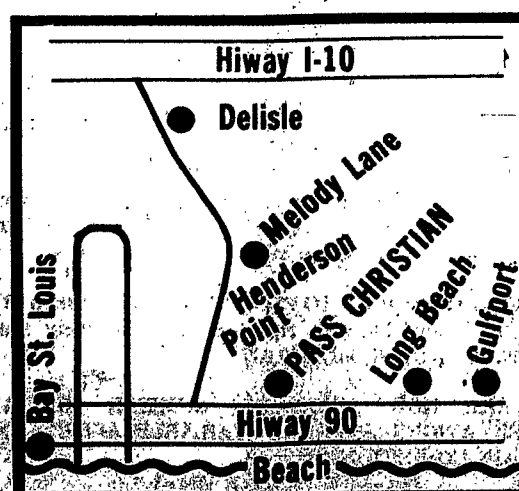 Hiway I-10
Delisle
Melody Lane
Henderson
Point
PASS CHRISTIAN
Long Beach
Gulfport
Bay St. Louis
Hiway 90
Beach